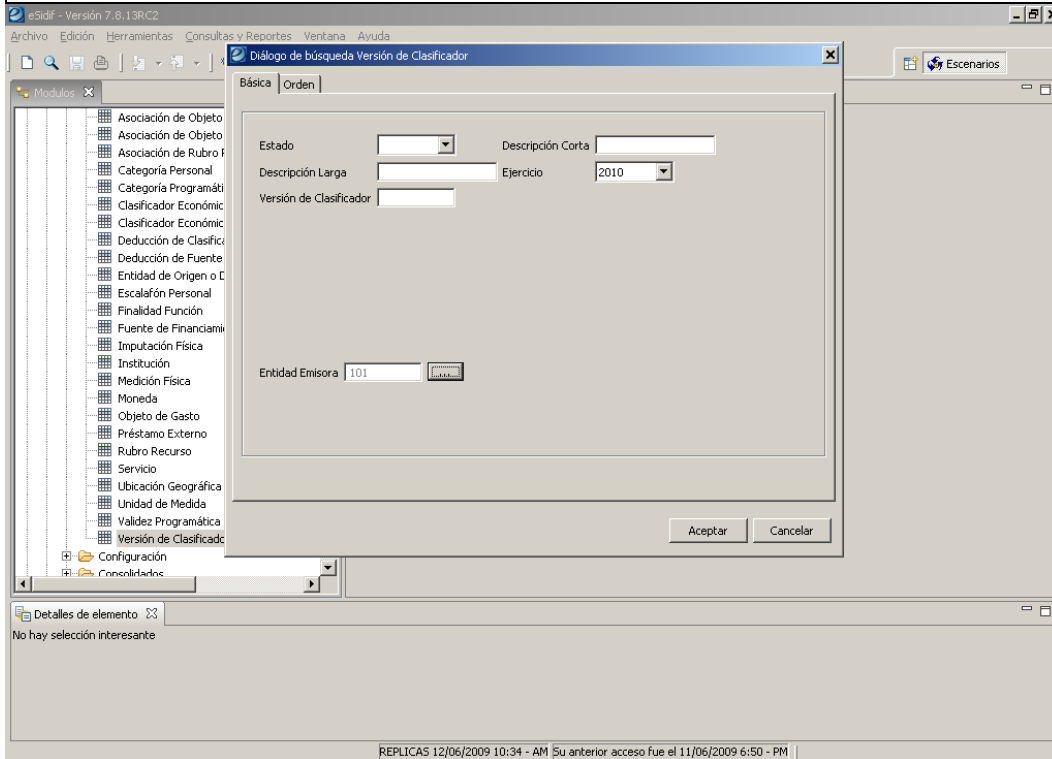 eSidif - Versión 7.8.13RC2
Archivo Edición Herramientas Consultas y Reportes Ventana Ayuda
Escenarios
Modulos
Asociación de Objeto
Asociación de Objeto
Asociación de Rubro
Categoría Personal
Categoría Programáti
Clasificador Económic
Clasificador Económic
Deducción de Clasific
Deducción de Fuente
Entidad de Origen o D
Escalafón Personal
Finalidad Función
Fuente de Financiami
Imputación Física
Institución
Medición Física
Moneda
Objeto de Gasto
Préstamo Externo
Rubro Recurso
Servicio
Ubicación Geográfica
Unidad de Medida
Validez Programática
Versión de Clasificado
Configuración
Consolidados
Diálogo de búsqueda Versión de Clasificador
Básica Orden
Estado Descripción Corta
Descripción Larga Ejercicio 2010
Versión de Clasificador
Entidad Emisora 101 ...
Aceptar Cancelar
Detalles de elemento
No hay selección interesante
REPLICAS 12/06/2009 10:34 - AM Su anterior acceso fue el 11/06/2009 6:50 - PM